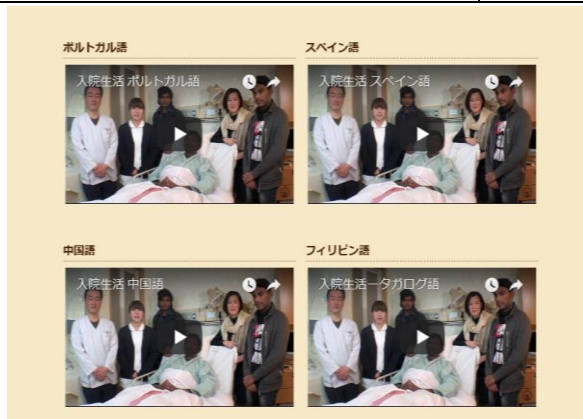 ポルトガル語
スペイン語
入院生活 ポルトガル語
入院生活 スペイン語
中国語
フィリピン語
入院生活 中国語
入院生活ータガログ語